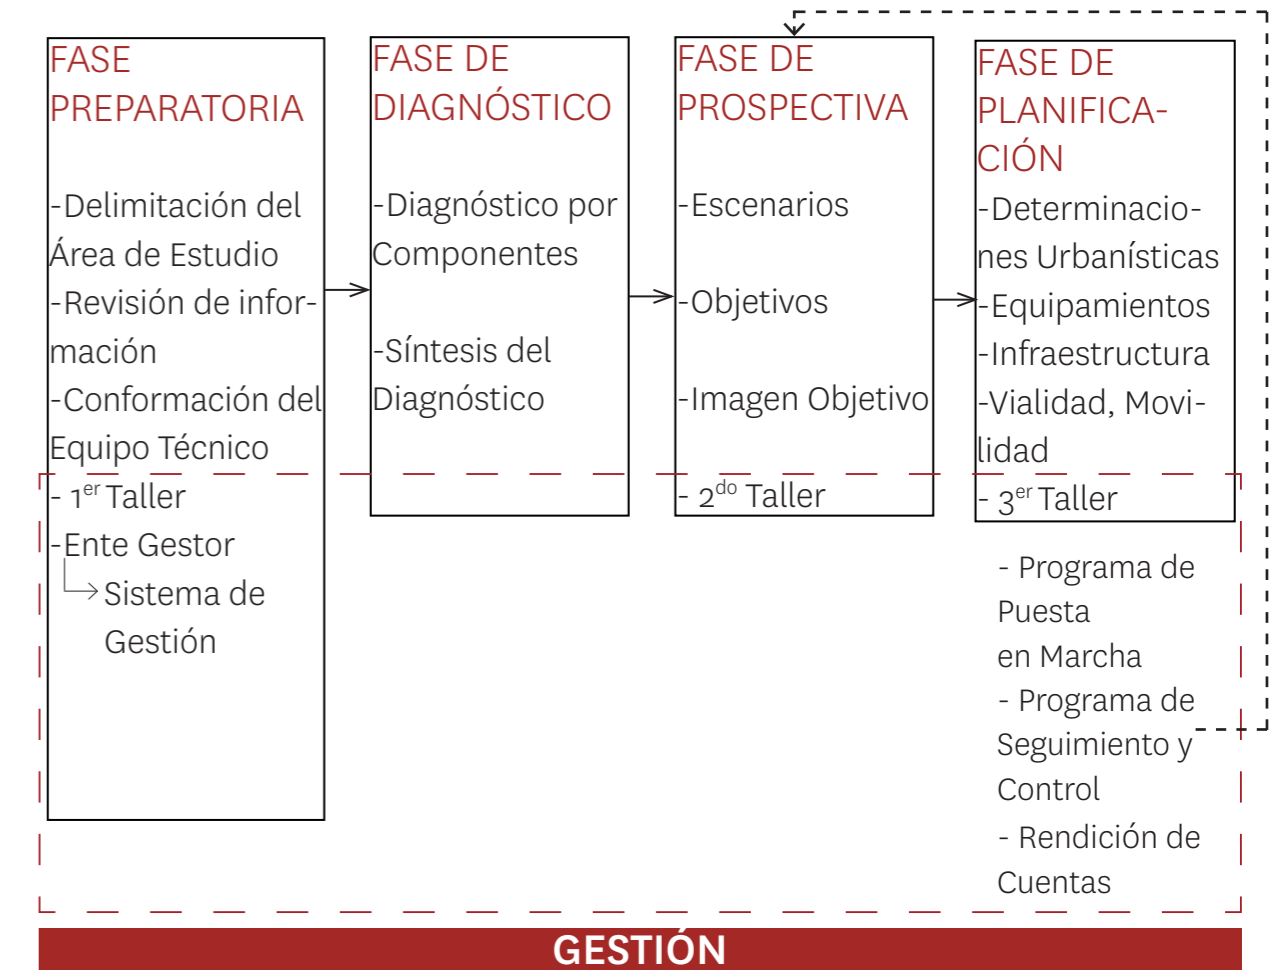 FASE
PREPARATORIA
-Delimitación del
Área de Estudio
-Revisión de infor-
mación
-Conformación del
Equipo Técnico
- 1er Taller
-Ente Gestor
Sistema de
Gestión
FASE DE
DIAGNÓSTICO
-Diagnóstico por
Componentes
-Síntesis del
Diagnóstico
FASE DE
PROSPECTIVA
-Escenarios
-Objetivos
-Imagen Objetivo
- 2do Taller
FASE DE
PLANIFICA-
CIÓN
-Determinacio-
nes Urbanísticas
-Equipamientos
-Infraestructura
-Vialidad, Movi-
lidad
- 3er Taller
- Programa de
Puesta
en Marcha
- Programa de
Seguimiento y
Control
- Rendición de
Cuentas
GESTIÓN